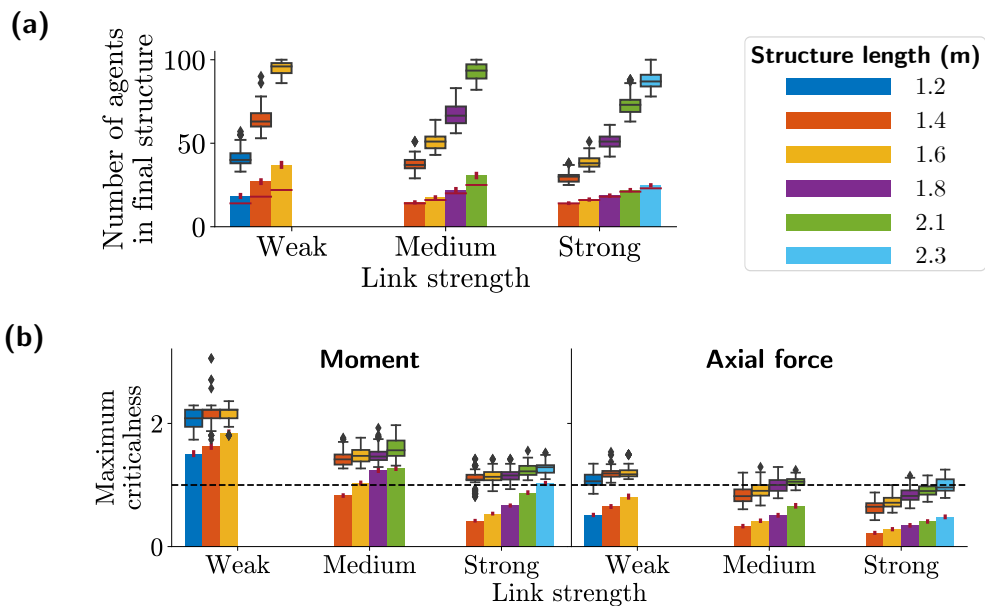 (a)
Number of agents
in final structure
100
50
0
Weak
Medium
Strong
Link strength
Structure length (m)
1.2
1.4
1.6
1.8
2.1
2.3
(b)
Moment
Axial force
Maximum
criticalness
2
0
Weak
Medium
Strong
Weak
Medium
Strong
Link strength